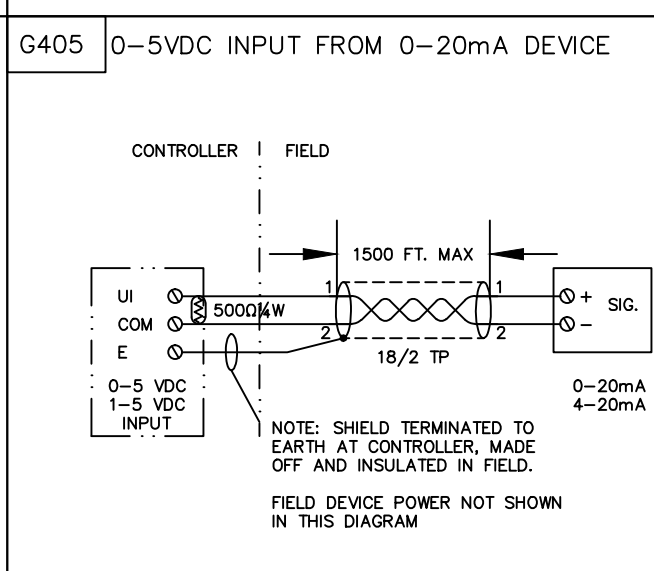 G405
0-5VDC INPUT FROM 0-20mA DEVICE
CONTROLLER
FIELD
1500 FT. MAX
UI
COM
E
500Ω¼W
1
2
1
2
+
-
SIG.
18/2 TP
0-5 VDC
1-5 VDC
INPUT
0-20mA
4-20mA
NOTE: SHIELD TERMINATED TO
EARTH AT CONTROLLER, MADE
OFF AND INSULATED IN FIELD.
FIELD DEVICE POWER NOT SHOWN
IN THIS DIAGRAM